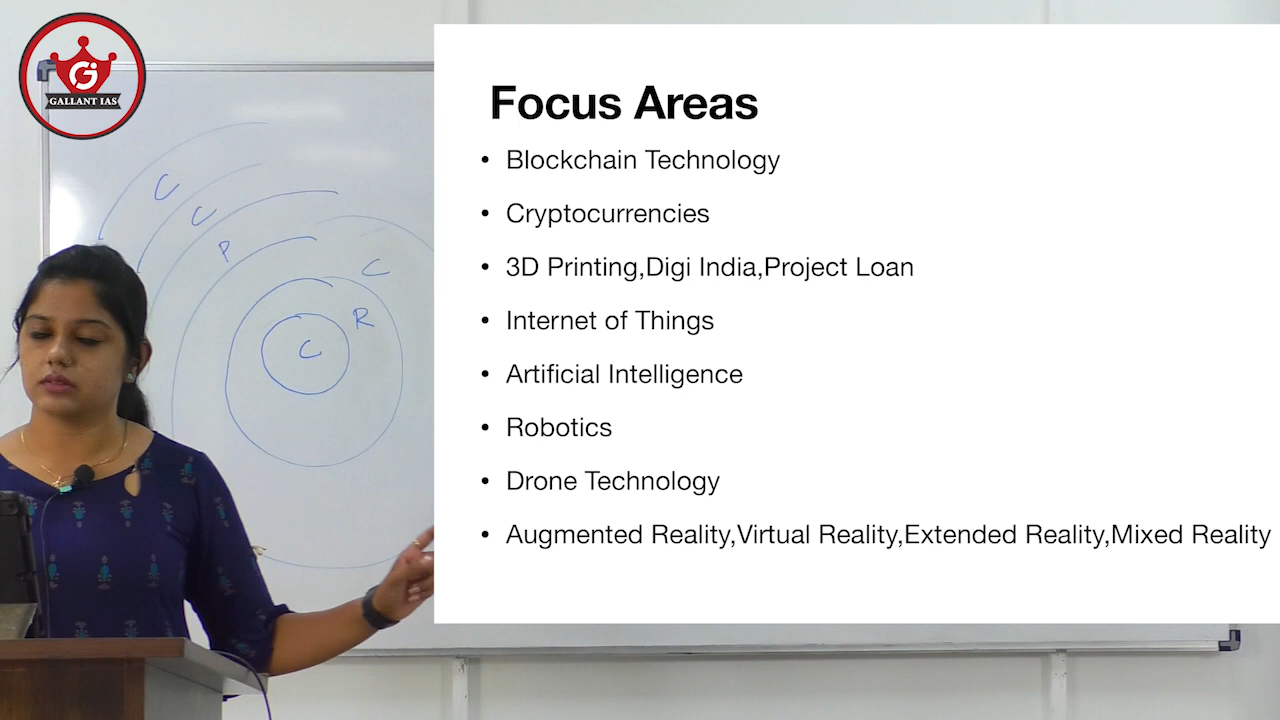 GALLANT IAS
Focus Areas
• Blockchain Technology
• Cryptocurrencies
• 3D Printing,Digi India,Project Loan
• Internet of Things
• Artificial Intelligence
• Robotics
• Drone Technology
• Augmented Reality,Virtual Reality,Extended Reality,Mixed Reality
C
C
P
C
R
C